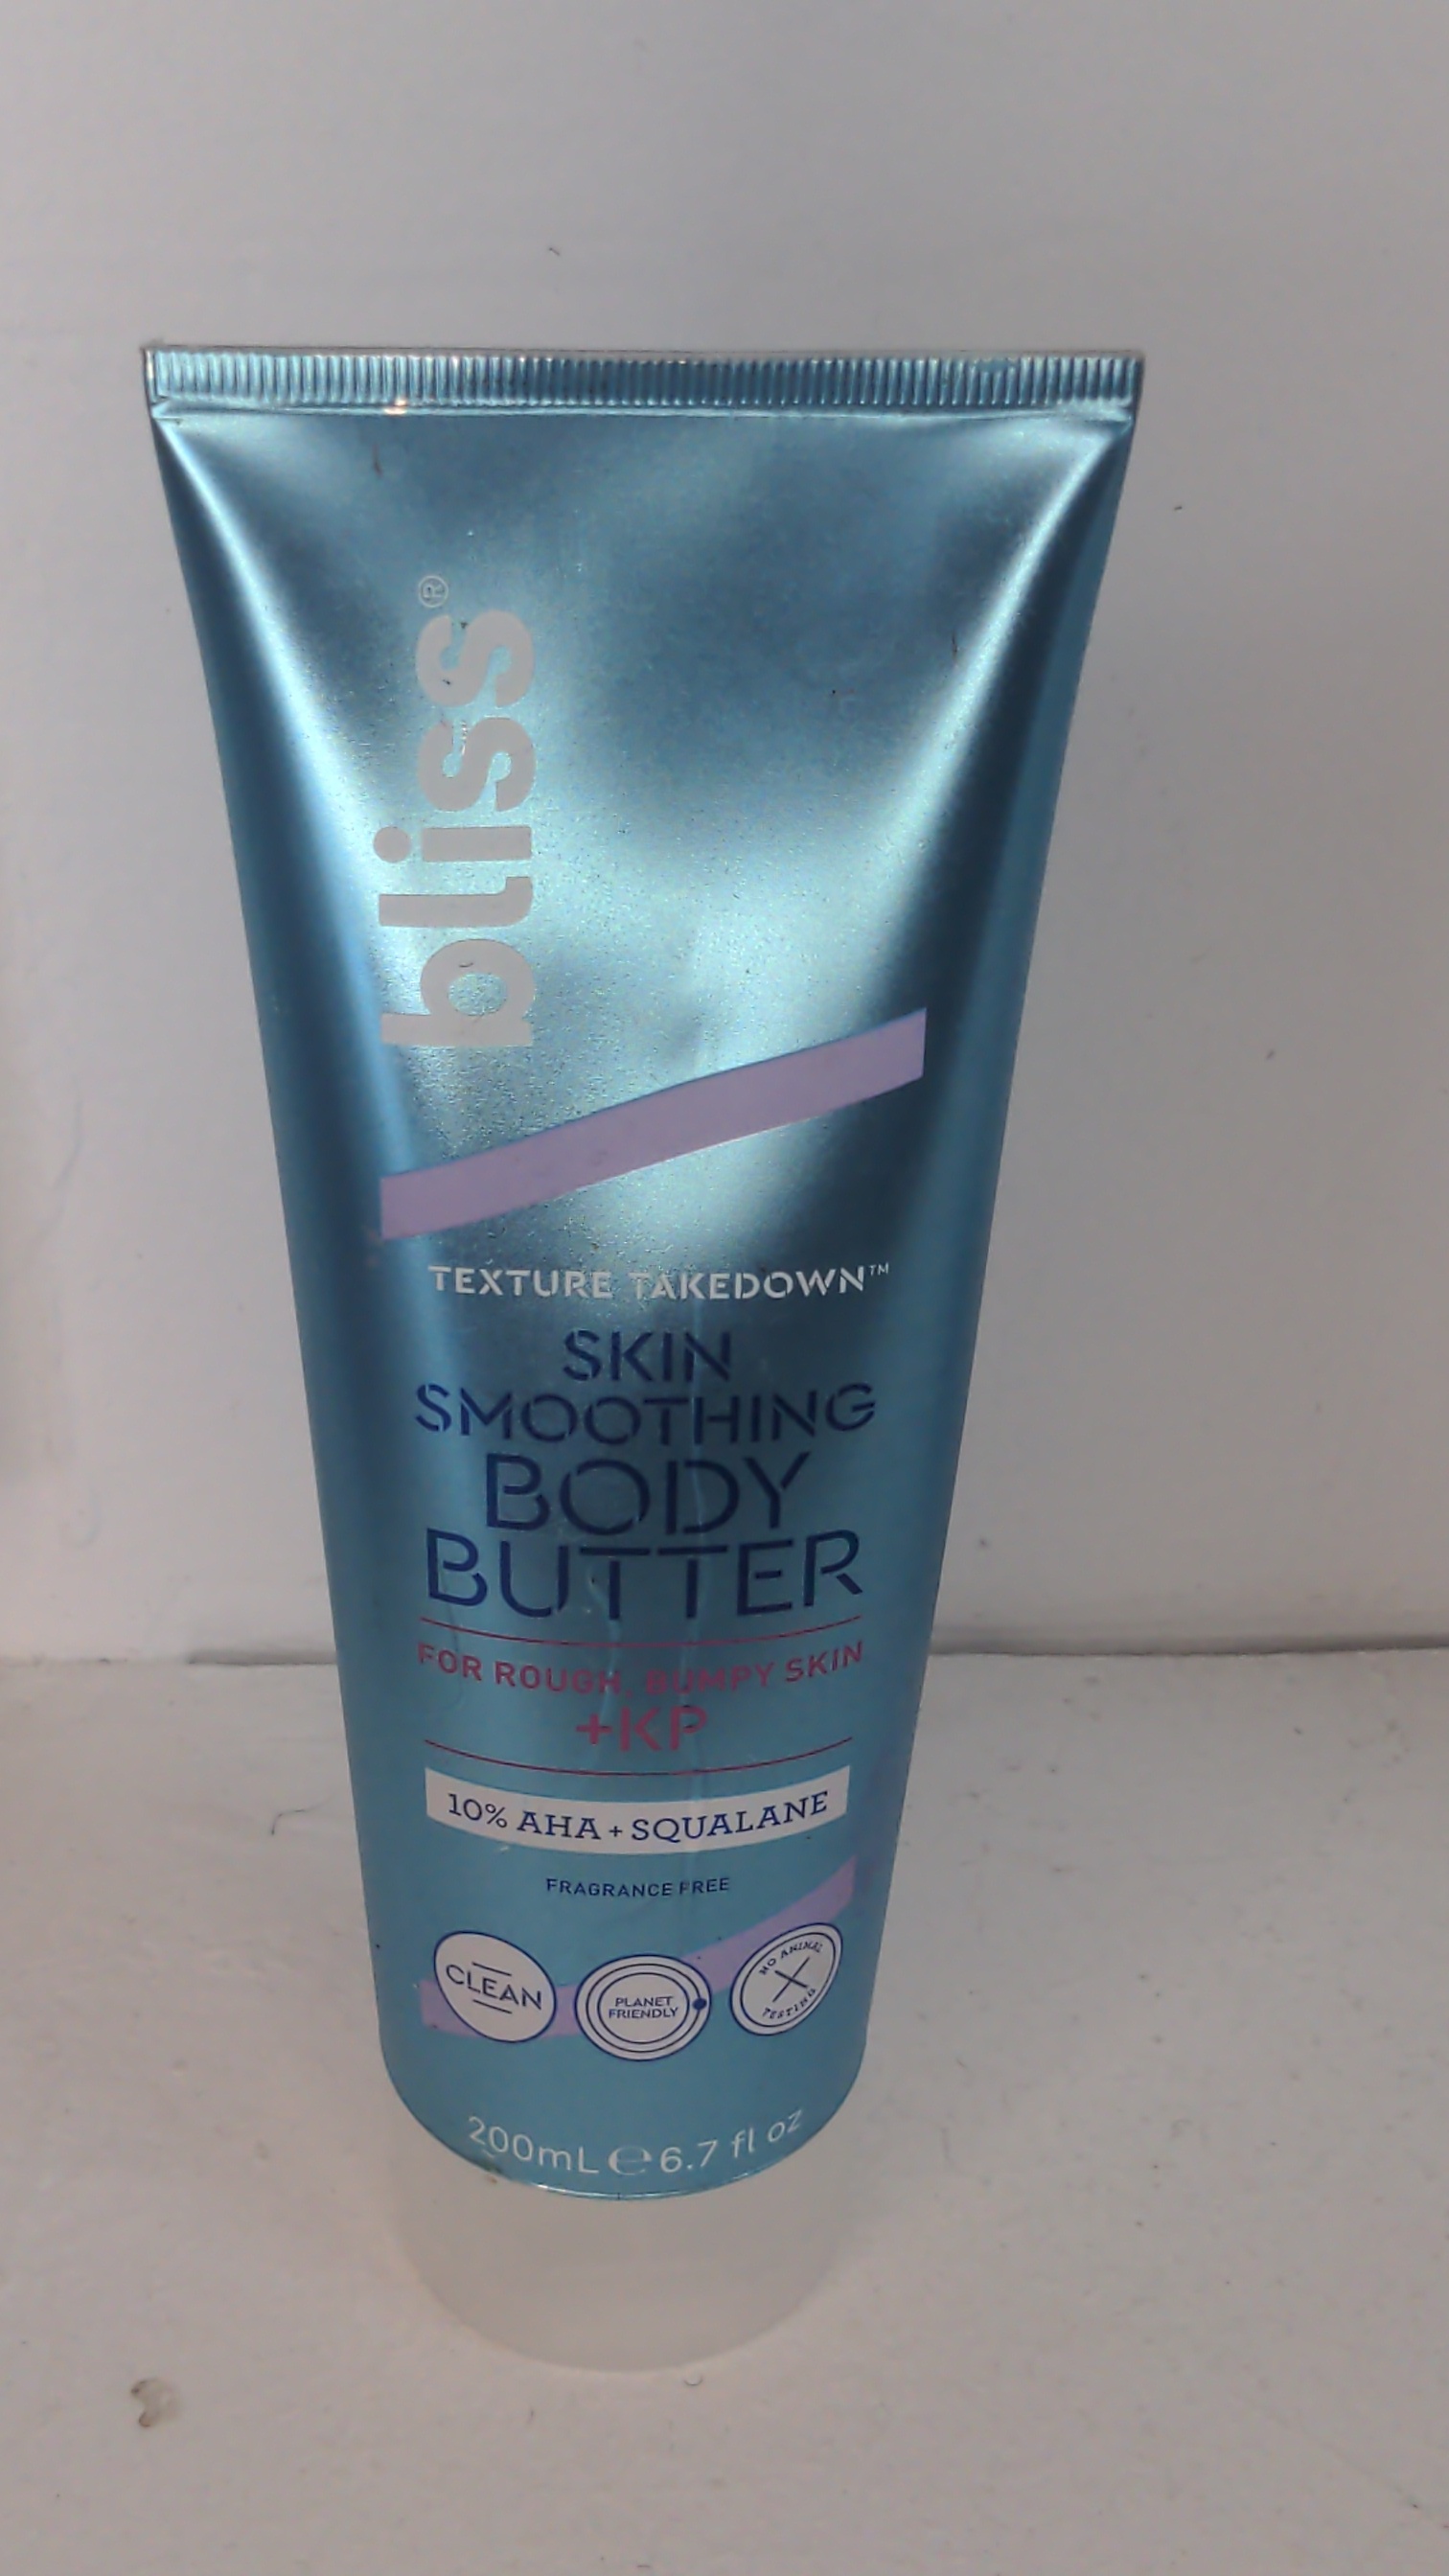 bliss®
TEXTURE TAKEDOWN™
SKIN
SMOOTHING
BODY
BUTTER
FOR ROUGH, BUMPY SKIN
+KP
10% AHA + SQUALANE
FRAGRANCE FREE
CLEAN
PLANET
FRIENDLY
NO ANIMAL
TESTING
200mL ℮ 6.7 fl oz